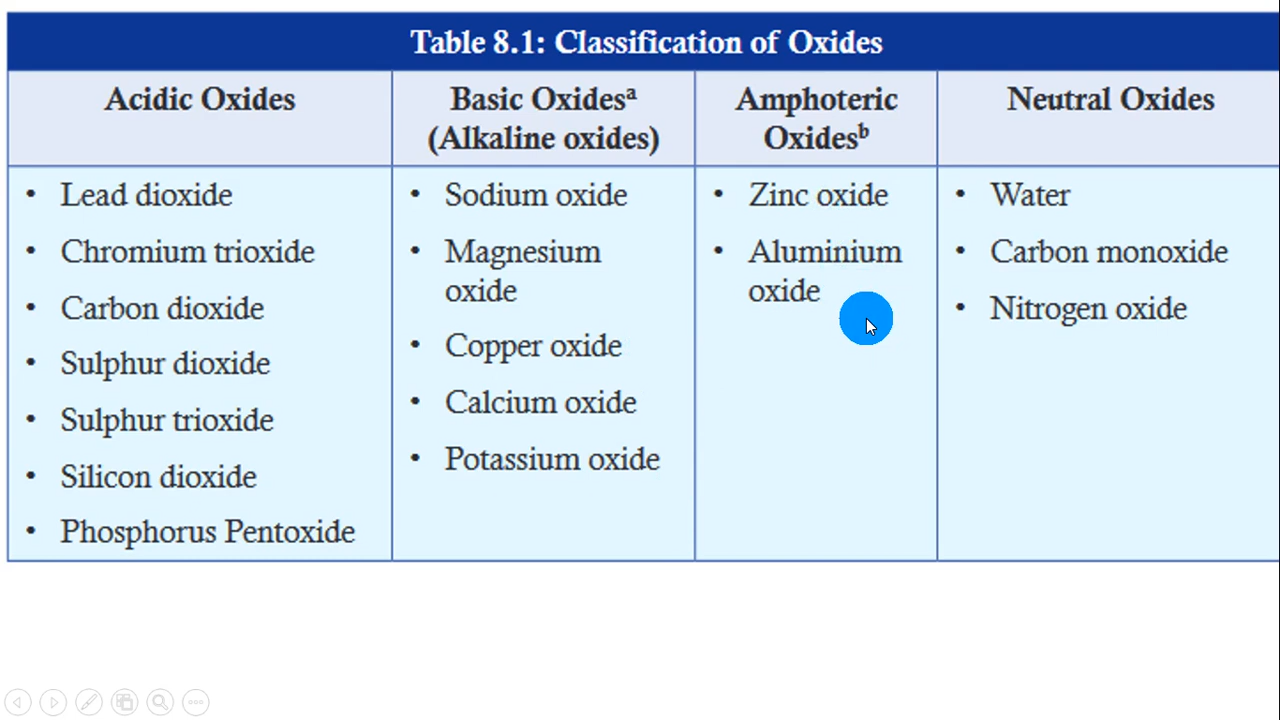 Table 8.1: Classification of Oxides
Acidic Oxides
Basic Oxidesᵃ
(Alkaline oxides)
Amphoteric
Oxidesᵇ
Neutral Oxides
• Lead dioxide
• Chromium trioxide
• Carbon dioxide
• Sulphur dioxide
• Sulphur trioxide
• Silicon dioxide
• Phosphorus Pentoxide
• Sodium oxide
• Magnesium
oxide
• Copper oxide
• Calcium oxide
• Potassium oxide
• Zinc oxide
• Aluminium
oxide
• Water
• Carbon monoxide
• Nitrogen oxide